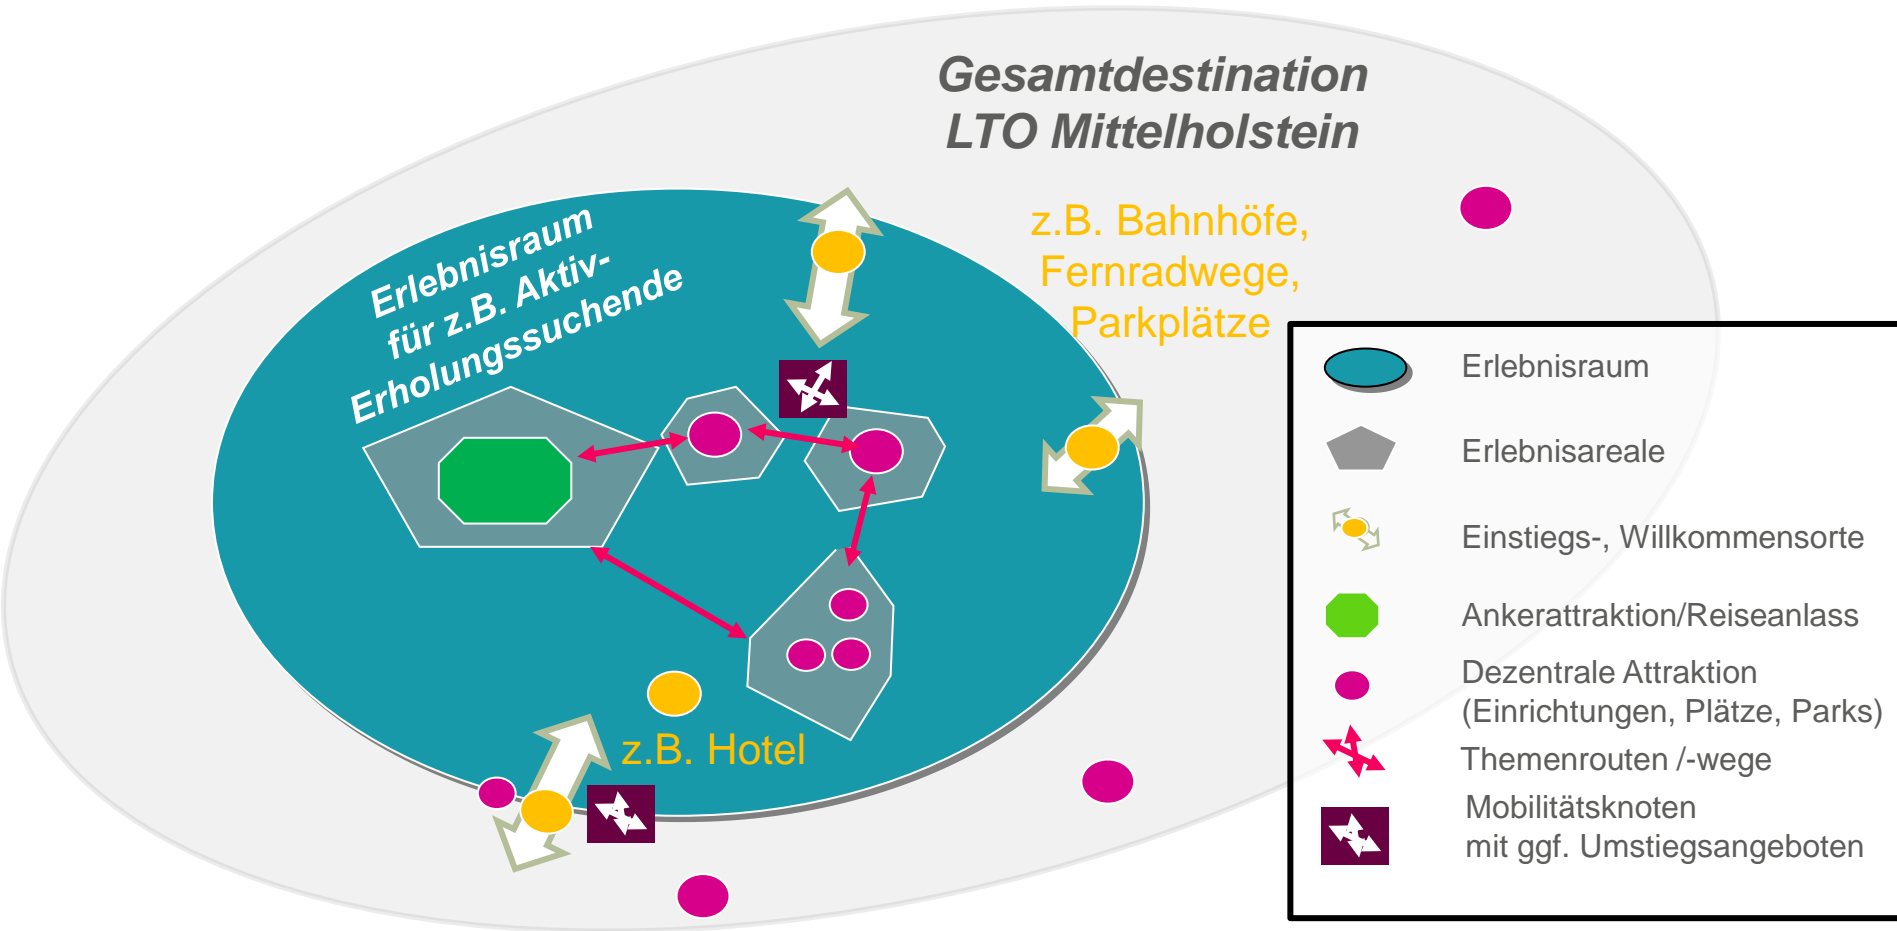 Gesamtdestination
LTO Mittelholstein
Erlebnisraum
für z.B. Aktiv-
Erholungssuchende
z.B. Bahnhöfe,
Fernradwege,
Parkplätze
z.B. Hotel
Erlebnisraum
Erlebnisareale
Einstiegs-, Willkommensorte
Ankerattraktion/Reiseanlass
Dezentrale Attraktion
(Einrichtungen, Plätze, Parks)
Themenrouten /-wege
Mobilitätsknoten
mit ggf. Umstiegsangeboten